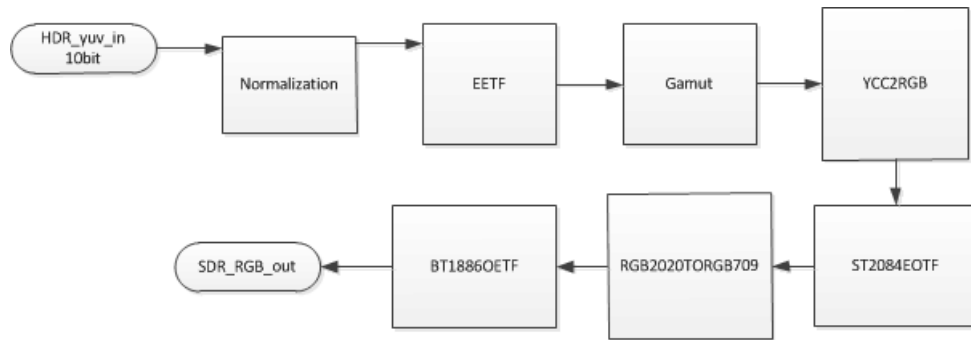 HDR_yuv_in
10bit
Normalization
EETF
Gamut
YCC2RGB
SDR_RGB_out
BT1886OETF
RGB2020TORGB709
ST2084EOTF